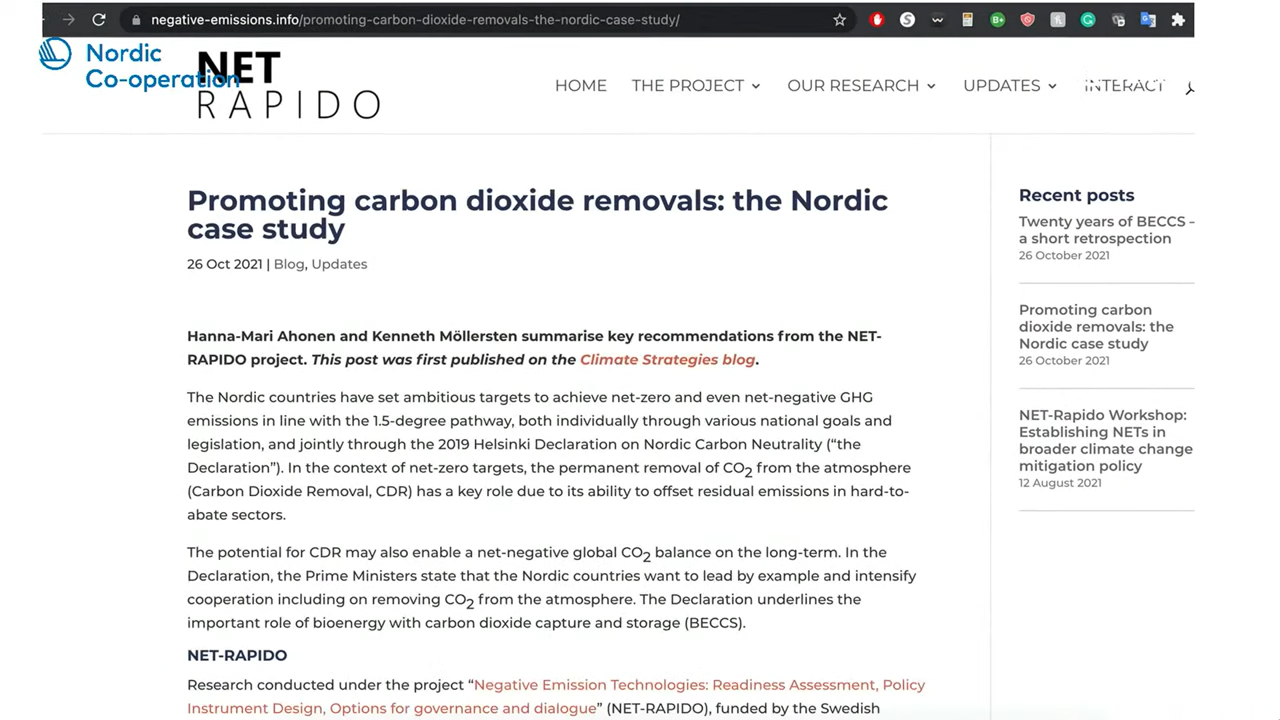 negative-emissions.info/promoting-carbon-dioxide-removals-the-nordic-case-study/
Nordic
Co-operation
NET
RAPIDO
HOME THE PROJECT OUR RESEARCH UPDATES INTERACT
Promoting carbon dioxide removals: the Nordic
case study
26 Oct 2021 | Blog, Updates
Hanna-Mari Ahonen and Kenneth Möllersten summarise key recommendations from the NET-
RAPIDO project. This post was first published on the Climate Strategies blog.
The Nordic countries have set ambitious targets to achieve net-zero and even net-negative GHG
emissions in line with the 1.5-degree pathway, both individually through various national goals and
legislation, and jointly through the 2019 Helsinki Declaration on Nordic Carbon Neutrality (“the
Declaration”). In the context of net-zero targets, the permanent removal of CO2 from the atmosphere
(Carbon Dioxide Removal, CDR) has a key role due to its ability to offset residual emissions in hard-to-
abate sectors.
The potential for CDR may also enable a net-negative global CO2 balance on the long-term. In the
Declaration, the Prime Ministers state that the Nordic countries want to lead by example and intensify
cooperation including on removing CO2 from the atmosphere. The Declaration underlines the
important role of bioenergy with carbon dioxide capture and storage (BECCS).
NET-RAPIDO
Research conducted under the project “Negative Emission Technologies: Readiness Assessment, Policy
Instrument Design, Options for governance and dialogue” (NET-RAPIDO), funded by the Swedish
Recent posts
Twenty years of BECCS -
a short retrospection
26 October 2021
Promoting carbon
dioxide removals: the
Nordic case study
26 October 2021
NET-Rapido Workshop:
Establishing NETs in
broader climate change
mitigation policy
12 August 2021